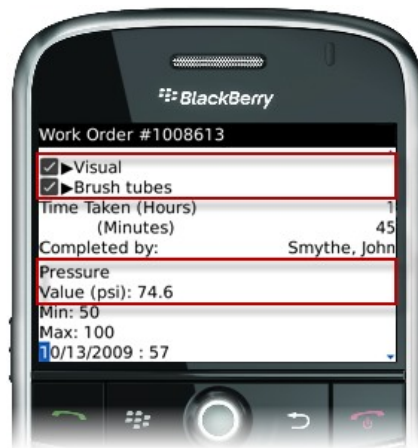 BlackBerry
Work Order #1008613
Visual
Brush tubes
Time Taken (Hours) 1
(Minutes) 45
Completed by: Smythe, John
Pressure
Value (psi): 74.6
Min: 50
Max: 100
10/13/2009 : 57